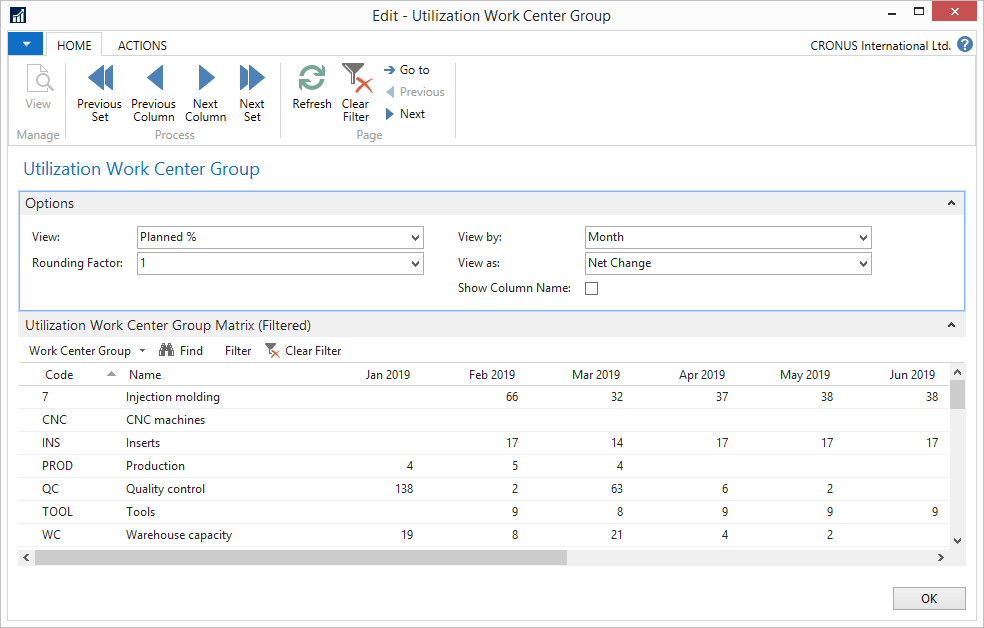 Edit - Utilization Work Center Group
HOME ACTIONS CRONUS International Ltd. ?
View
Manage
Previous Set
Previous Column
Next Column
Next Set
Process
Refresh
Clear Filter
Go to
Previous
Next
Page
Utilization Work Center Group
Options
View: Planned % View by: Month
Rounding Factor: 1 View as: Net Change
Show Column Name:
Utilization Work Center Group Matrix (Filtered)
Work Center Group Find Filter Clear Filter
Code Name Jan 2019 Feb 2019 Mar 2019 Apr 2019 May 2019 Jun 2019
7 Injection molding 66 32 37 38 38
CNC CNC machines
INS Inserts 17 14 17 17 17
PROD Production 4 5 4
QC Quality control 138 2 63 6 2
TOOL Tools 9 8 9 9 9
WC Warehouse capacity 19 8 21 4 2
OK